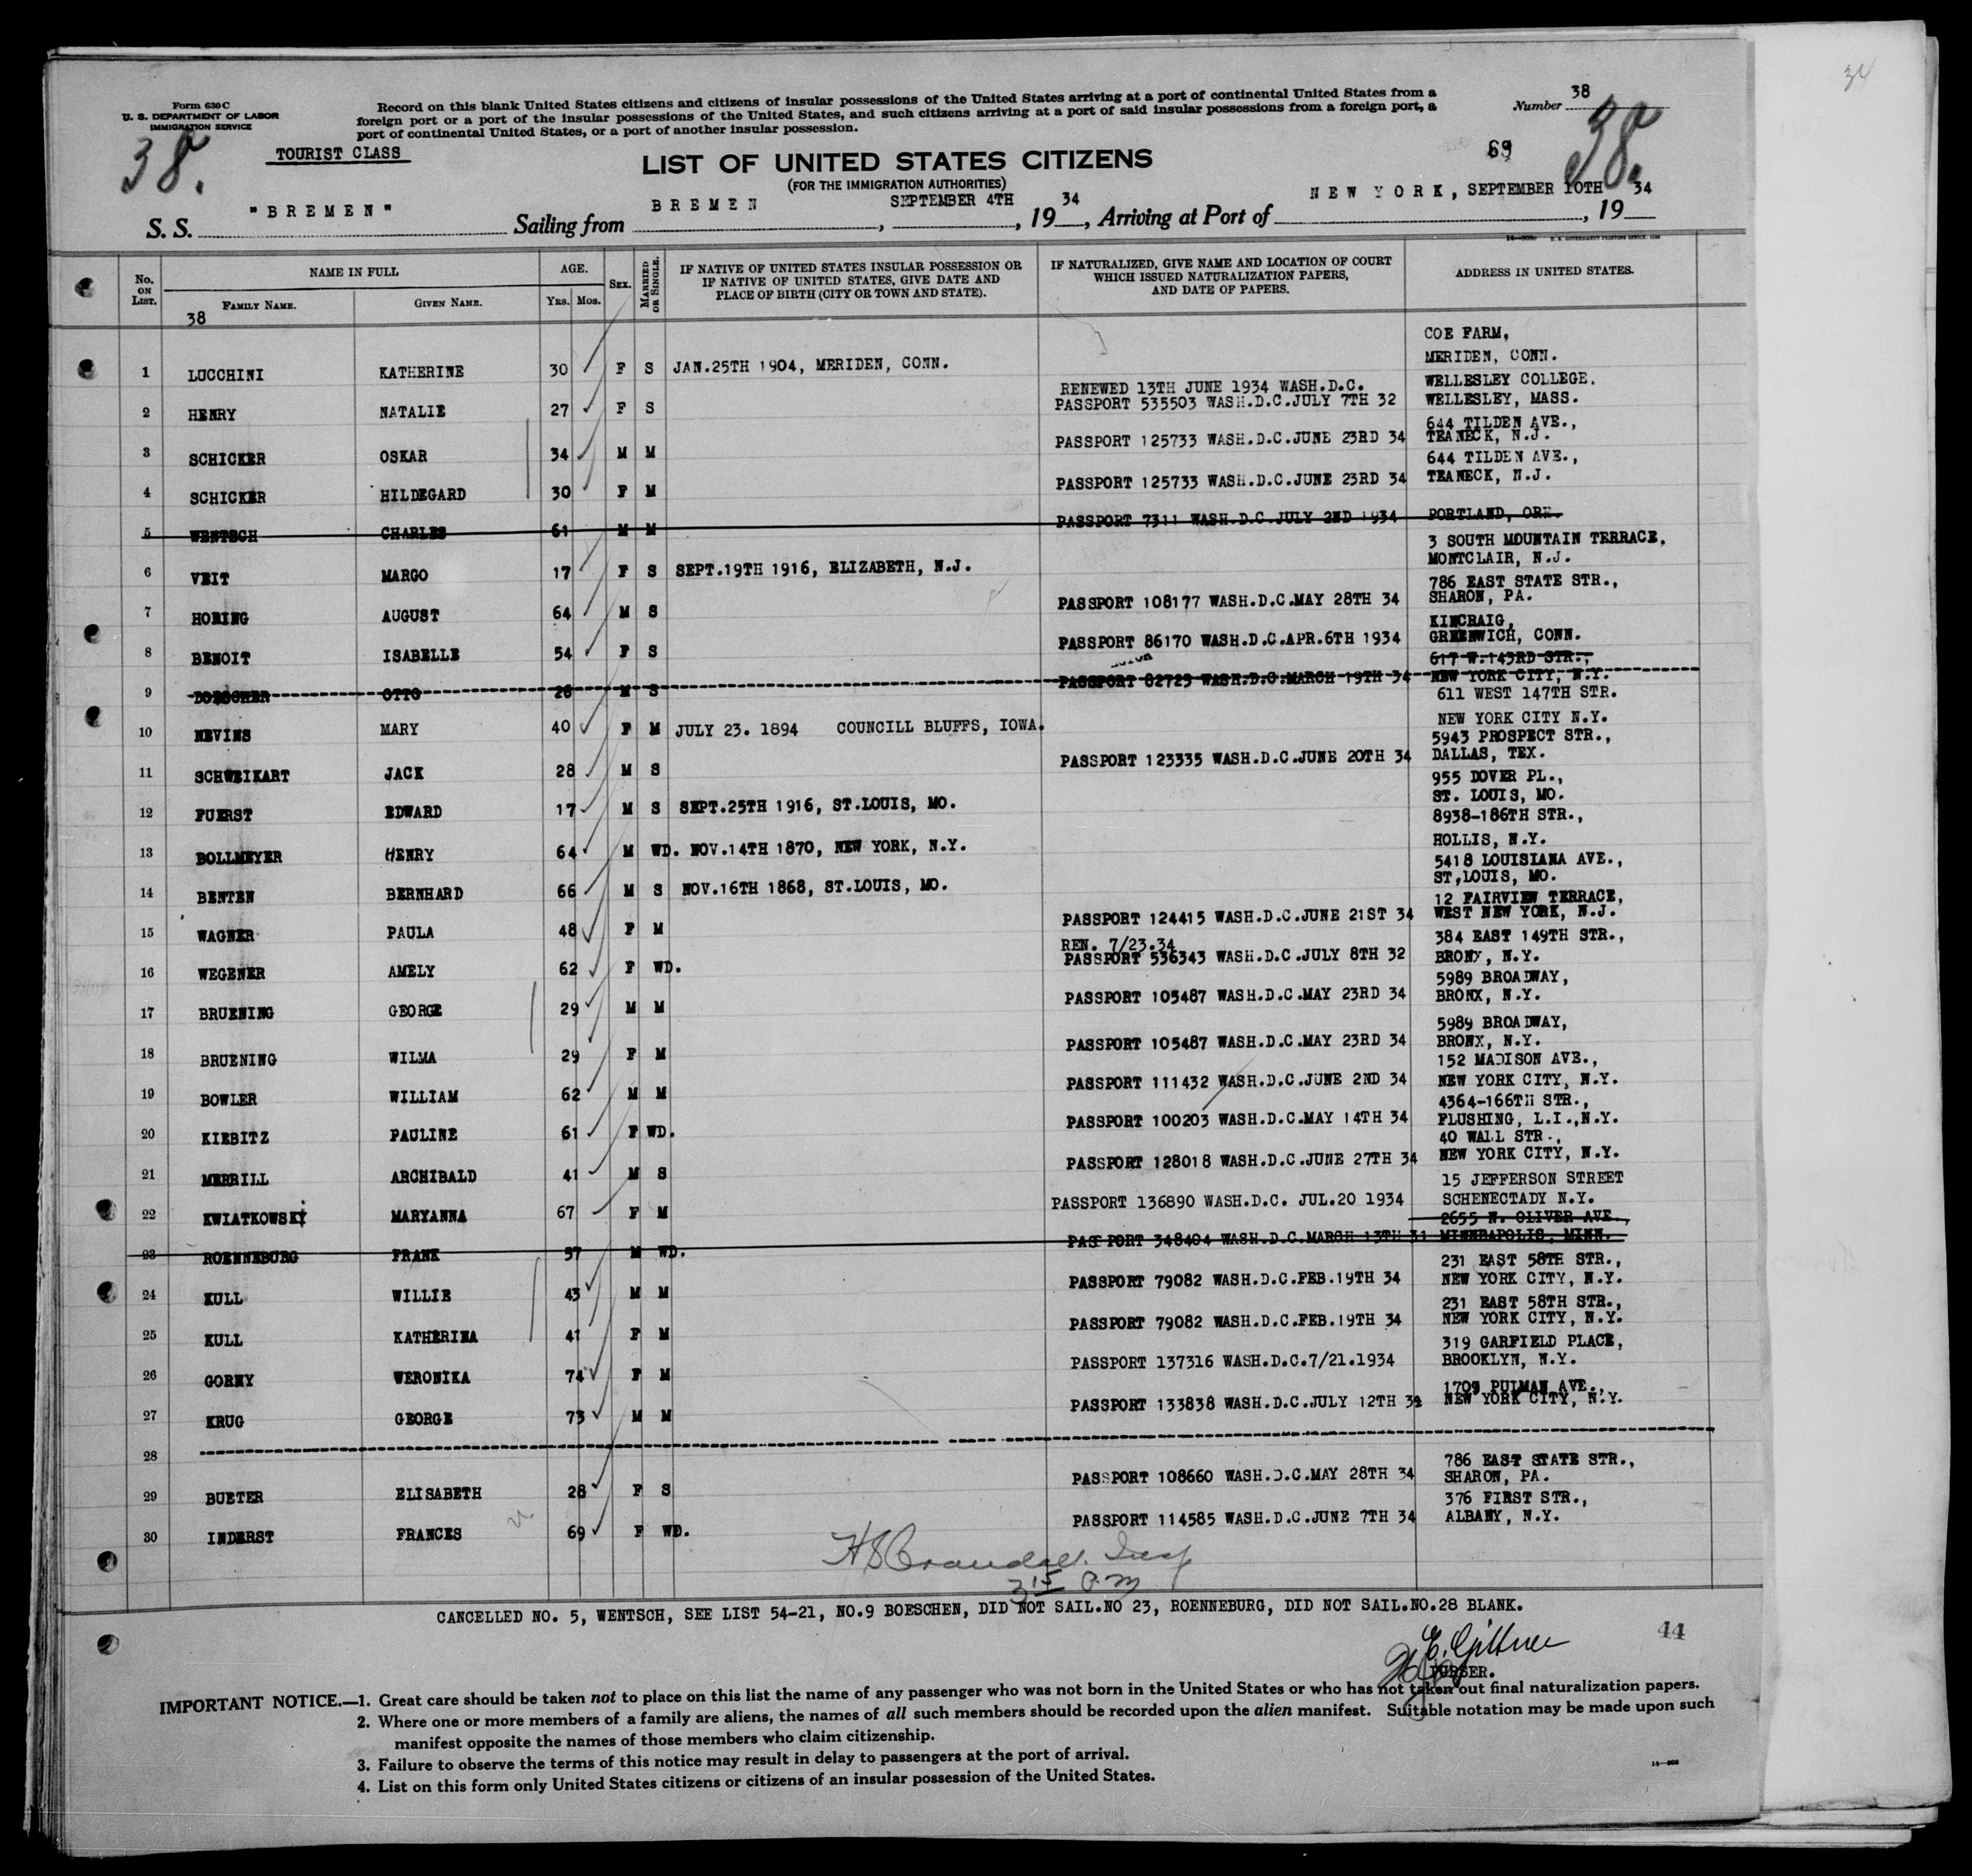 34
Form 630 C
U. S. DEPARTMENT OF LABOR
IMMIGRATION SERVICE
Record on this blank United States citizens and citizens of insular possessions of the United States arriving at a port of continental United States from a
foreign port or a port of the insular possessions of the United States, and such citizens arriving at a port of said insular possessions from a foreign port, a
port of continental United States, or a port of another insular possession.
Number 38
38.
TOURIST CLASS
69
38.
LIST OF UNITED STATES CITIZENS
(FOR THE IMMIGRATION AUTHORITIES)
S. S. "BREMEN" Sailing from BREMEN, SEPTEMBER 4TH, 1934, Arriving at Port of NEW YORK, SEPTEMBER 10TH, 1934
No. ON LIST. NAME IN FULL AGE. SEX. MARRIED OR SINGLE. IF NATIVE OF UNITED STATES INSULAR POSSESSION OR IF NATIVE OF UNITED STATES, GIVE DATE AND PLACE OF BIRTH (CITY OR TOWN AND STATE). IF NATURALIZED, GIVE NAME AND LOCATION OF COURT WHICH ISSUED NATURALIZATION PAPERS, AND DATE OF PAPERS. ADDRESS IN UNITED STATES.
FAMILY NAME. GIVEN NAME. YRS. MOS.
38
1 LUCCHINI KATHERINE 30 F S JAN.25TH 1904, MERIDEN, CONN. COE FARM, MERIDEN, CONN.
2 HENRY NATALIE 27 F S RENEWED 13TH JUNE 1934 WASH.D.C. PASSPORT 535503 WASH.D.C.JULY 7TH 32 WELLESLEY COLLEGE. WELLESLEY, MASS.
3 SCHICKER OSKAR 34 M M PASSPORT 125733 WASH.D.C.JUNE 23RD 34 644 TILDEN AVE., TEANECK, N.J.
4 SCHICKER HILDEGARD 30 F M PASSPORT 125733 WASH.D.C.JUNE 23RD 34 644 TILDEN AVE., TEANECK, N.J.
5 WENTSCH CHARLES 61 M M PASSPORT 7311 WASH.D.C.JULY 2ND 1934 PORTLAND, ORE.
6 VEIT MARGO 17 F S SEPT.19TH 1916, ELIZABETH, N.J. 3 SOUTH MOUNTAIN TERRACE, MONTCLAIR, N.J.
7 HORING AUGUST 64 M S PASSPORT 108177 WASH.D.C.MAY 28TH 34 786 EAST STATE STR., SHARON, PA.
8 BENOIT ISABELLE 54 F S PASSPORT 86170 WASH.D.C.APR.6TH 1934 KINCRAIG, GREENWICH, CONN.
9 OTTO 26 M S PASSPORT 82723 WASH.D.C.MARCH 19TH 34 617 W.143RD STR., NEW YORK CITY, N.Y.
10 NEVINS MARY 40 F M JULY 23. 1894 COUNCILL BLUFFS, IOWA. 611 WEST 147TH STR. NEW YORK CITY N.Y.
11 SCHWEIKART JACK 28 M S PASSPORT 123335 WASH.D.C.JUNE 20TH 34 5943 PROSPECT STR., DALLAS, TEX.
12 FUERST EDWARD 17 M S SEPT.25TH 1916, ST.LOUIS, MO. 955 DOVER PL., ST. LOUIS, MO.
13 BOLLMEYER HENRY 64 M WD. NOV.14TH 1870, NEW YORK, N.Y. 8938-186TH STR., HOLLIS, N.Y.
14 BENTEN BERNHARD 66 M S NOV.16TH 1868, ST.LOUIS, MO. 5418 LOUISIANA AVE., ST,LOUIS, MO.
15 WAGNER PAULA 48 F M PASSPORT 124415 WASH.D.C.JUNE 21ST 34 12 FAIRVIEW TERRACE, WEST NEW YORK, N.J.
16 WEGENER AMELY 62 F WD. REN. 7/23.34 PASSPORT 536343 WASH.D.C.JULY 8TH 32 384 EAST 149TH STR., BRONX, N.Y.
17 BRUENING GEORGE 29 M M PASSPORT 105487 WASH.D.C.MAY 23RD 34 5989 BROADWAY, BRONX, N.Y.
18 BRUENING WILMA 29 F M PASSPORT 105487 WASH.D.C.MAY 23RD 34 5989 BROADWAY, BRONX, N.Y.
19 BOWLER WILLIAM 62 M M PASSPORT 111432 WASH.D.C.JUNE 2ND 34 152 MADISON AVE., NEW YORK CITY, N.Y.
20 KIEBITZ PAULINE 61 F WD. PASSPORT 100203 WASH.D.C.MAY 14TH 34 4364-166TH STR., FLUSHING, L.I.,N.Y.
21 MERRILL ARCHIBALD 41 M S PASSPORT 128018 WASH.D.C.JUNE 27TH 34 40 WALL STR., NEW YORK CITY, N.Y.
22 KWIATKOWSKI MARYANNA 67 F M PASSPORT 136890 WASH.D.C. JUL.20 1934 15 JEFFERSON STREET SCHENECTADY N.Y.
23 ROENNEBURG FRANK 57 M WD. PASSPORT 348404 WASH.D.C.MARCH 13TH 31 2655 N. OLIVER AVE., MINNEAPOLIS, MINN.
24 KULL WILLIE 43 M M PASSPORT 79082 WASH.D.C.FEB.19TH 34 231 EAST 58TH STR., NEW YORK CITY, N.Y.
25 KULL KATHERINA 41 F M PASSPORT 79082 WASH.D.C.FEB.19TH 34 231 EAST 58TH STR., NEW YORK CITY, N.Y.
26 GORNY WERONIKA 74 F M PASSPORT 137316 WASH.D.C.7/21.1934 319 GARFIELD PLACE, BROOKLYN, N.Y.
27 KRUG GEORGE 73 M M PASSPORT 133838 WASH.D.C.JULY 12TH 34 1709 PULMAN AVE., NEW YORK CITY, N.Y.
28
29 BUETER ELISABETH 28 F S PASSPORT 108660 WASH.D.C.MAY 28TH 34 786 EAST STATE STR., SHARON, PA.
30 INDERST FRANCES 69 F WD. PASSPORT 114585 WASH.D.C.JUNE 7TH 34 376 FIRST STR., ALBANY, N.Y.
HS Crandall. Insp
3 15 P.M
CANCELLED NO. 5, WENTSCH, SEE LIST 54-21, NO.9 BOESCHEN, DID NOT SAIL.NO 23, ROENNEBURG, DID NOT SAIL.NO.28 BLANK.
44
PURSER.
IMPORTANT NOTICE.—1. Great care should be taken not to place on this list the name of any passenger who was not born in the United States or who has not taken out final naturalization papers.
2. Where one or more members of a family are aliens, the names of all such members should be recorded upon the alien manifest. Suitable notation may be made upon such
manifest opposite the names of those members who claim citizenship.
3. Failure to observe the terms of this notice may result in delay to passengers at the port of arrival.
4. List on this form only United States citizens or citizens of an insular possession of the United States.